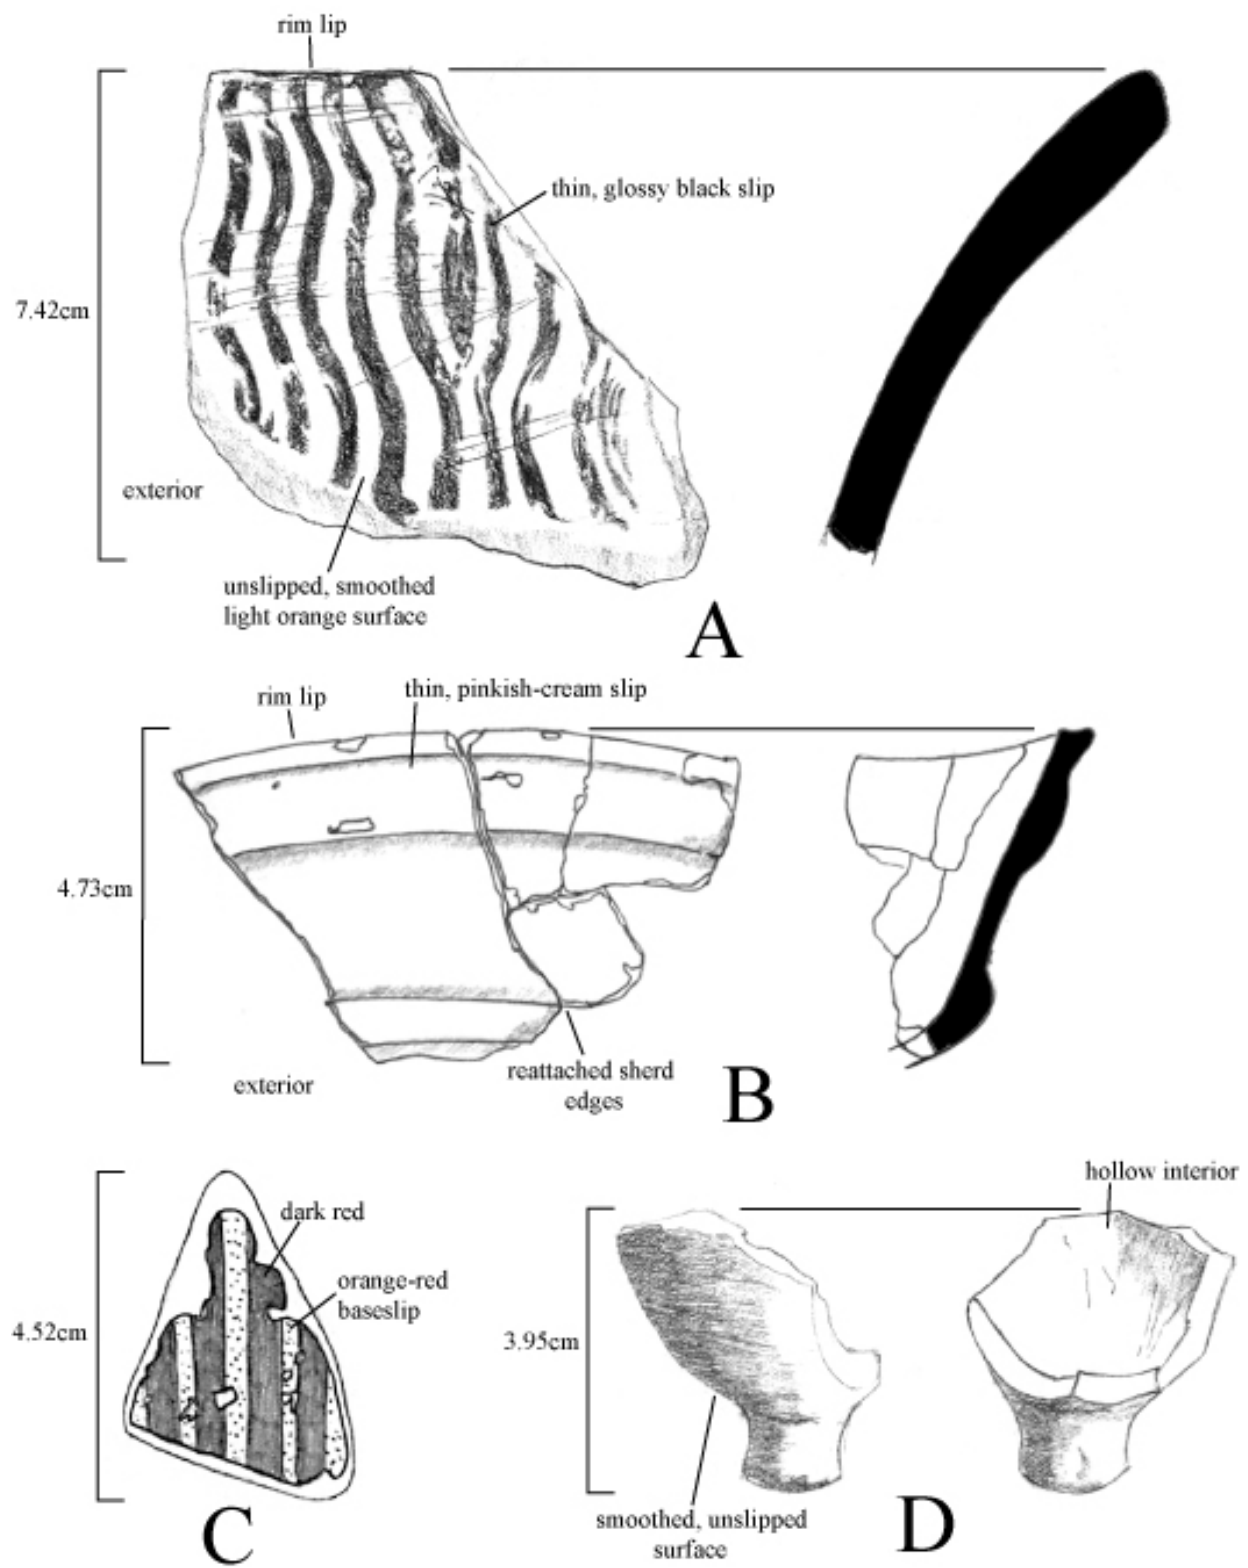 rim lip
thin, glossy black slip
7.42cm
exterior
unslipped, smoothed
light orange surface
A
rim lip
thin, pinkish-cream slip
4.73cm
exterior
reattached sherd
edges
B
hollow interior
dark red
orange-red
baseslip
4.52cm
3.95cm
smoothed, unslipped
surface
C
D